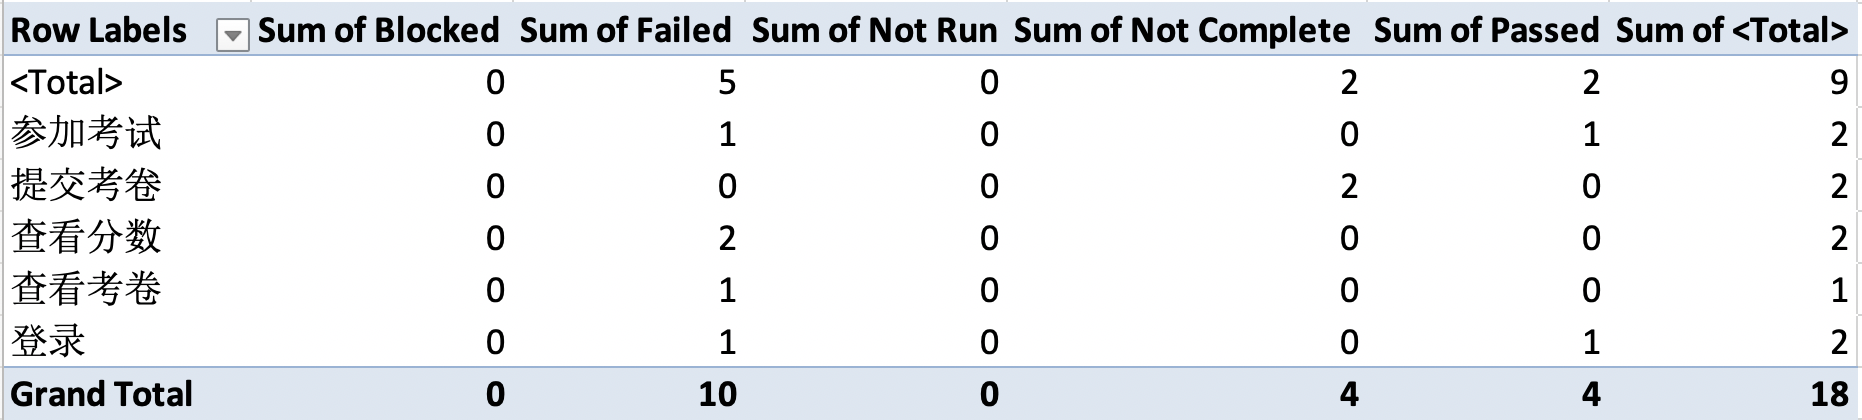 Row Labels Sum of Blocked Sum of Failed Sum of Not Run Sum of Not Complete Sum of Passed Sum of <Total>
<Total> 0 5 0 2 2 9
参加考试 0 1 0 0 1 2
提交考卷 0 0 0 2 0 2
查看分数 0 2 0 0 0 2
查看考卷 0 1 0 0 0 1
登录 0 1 0 0 1 2
Grand Total 0 10 0 4 4 18